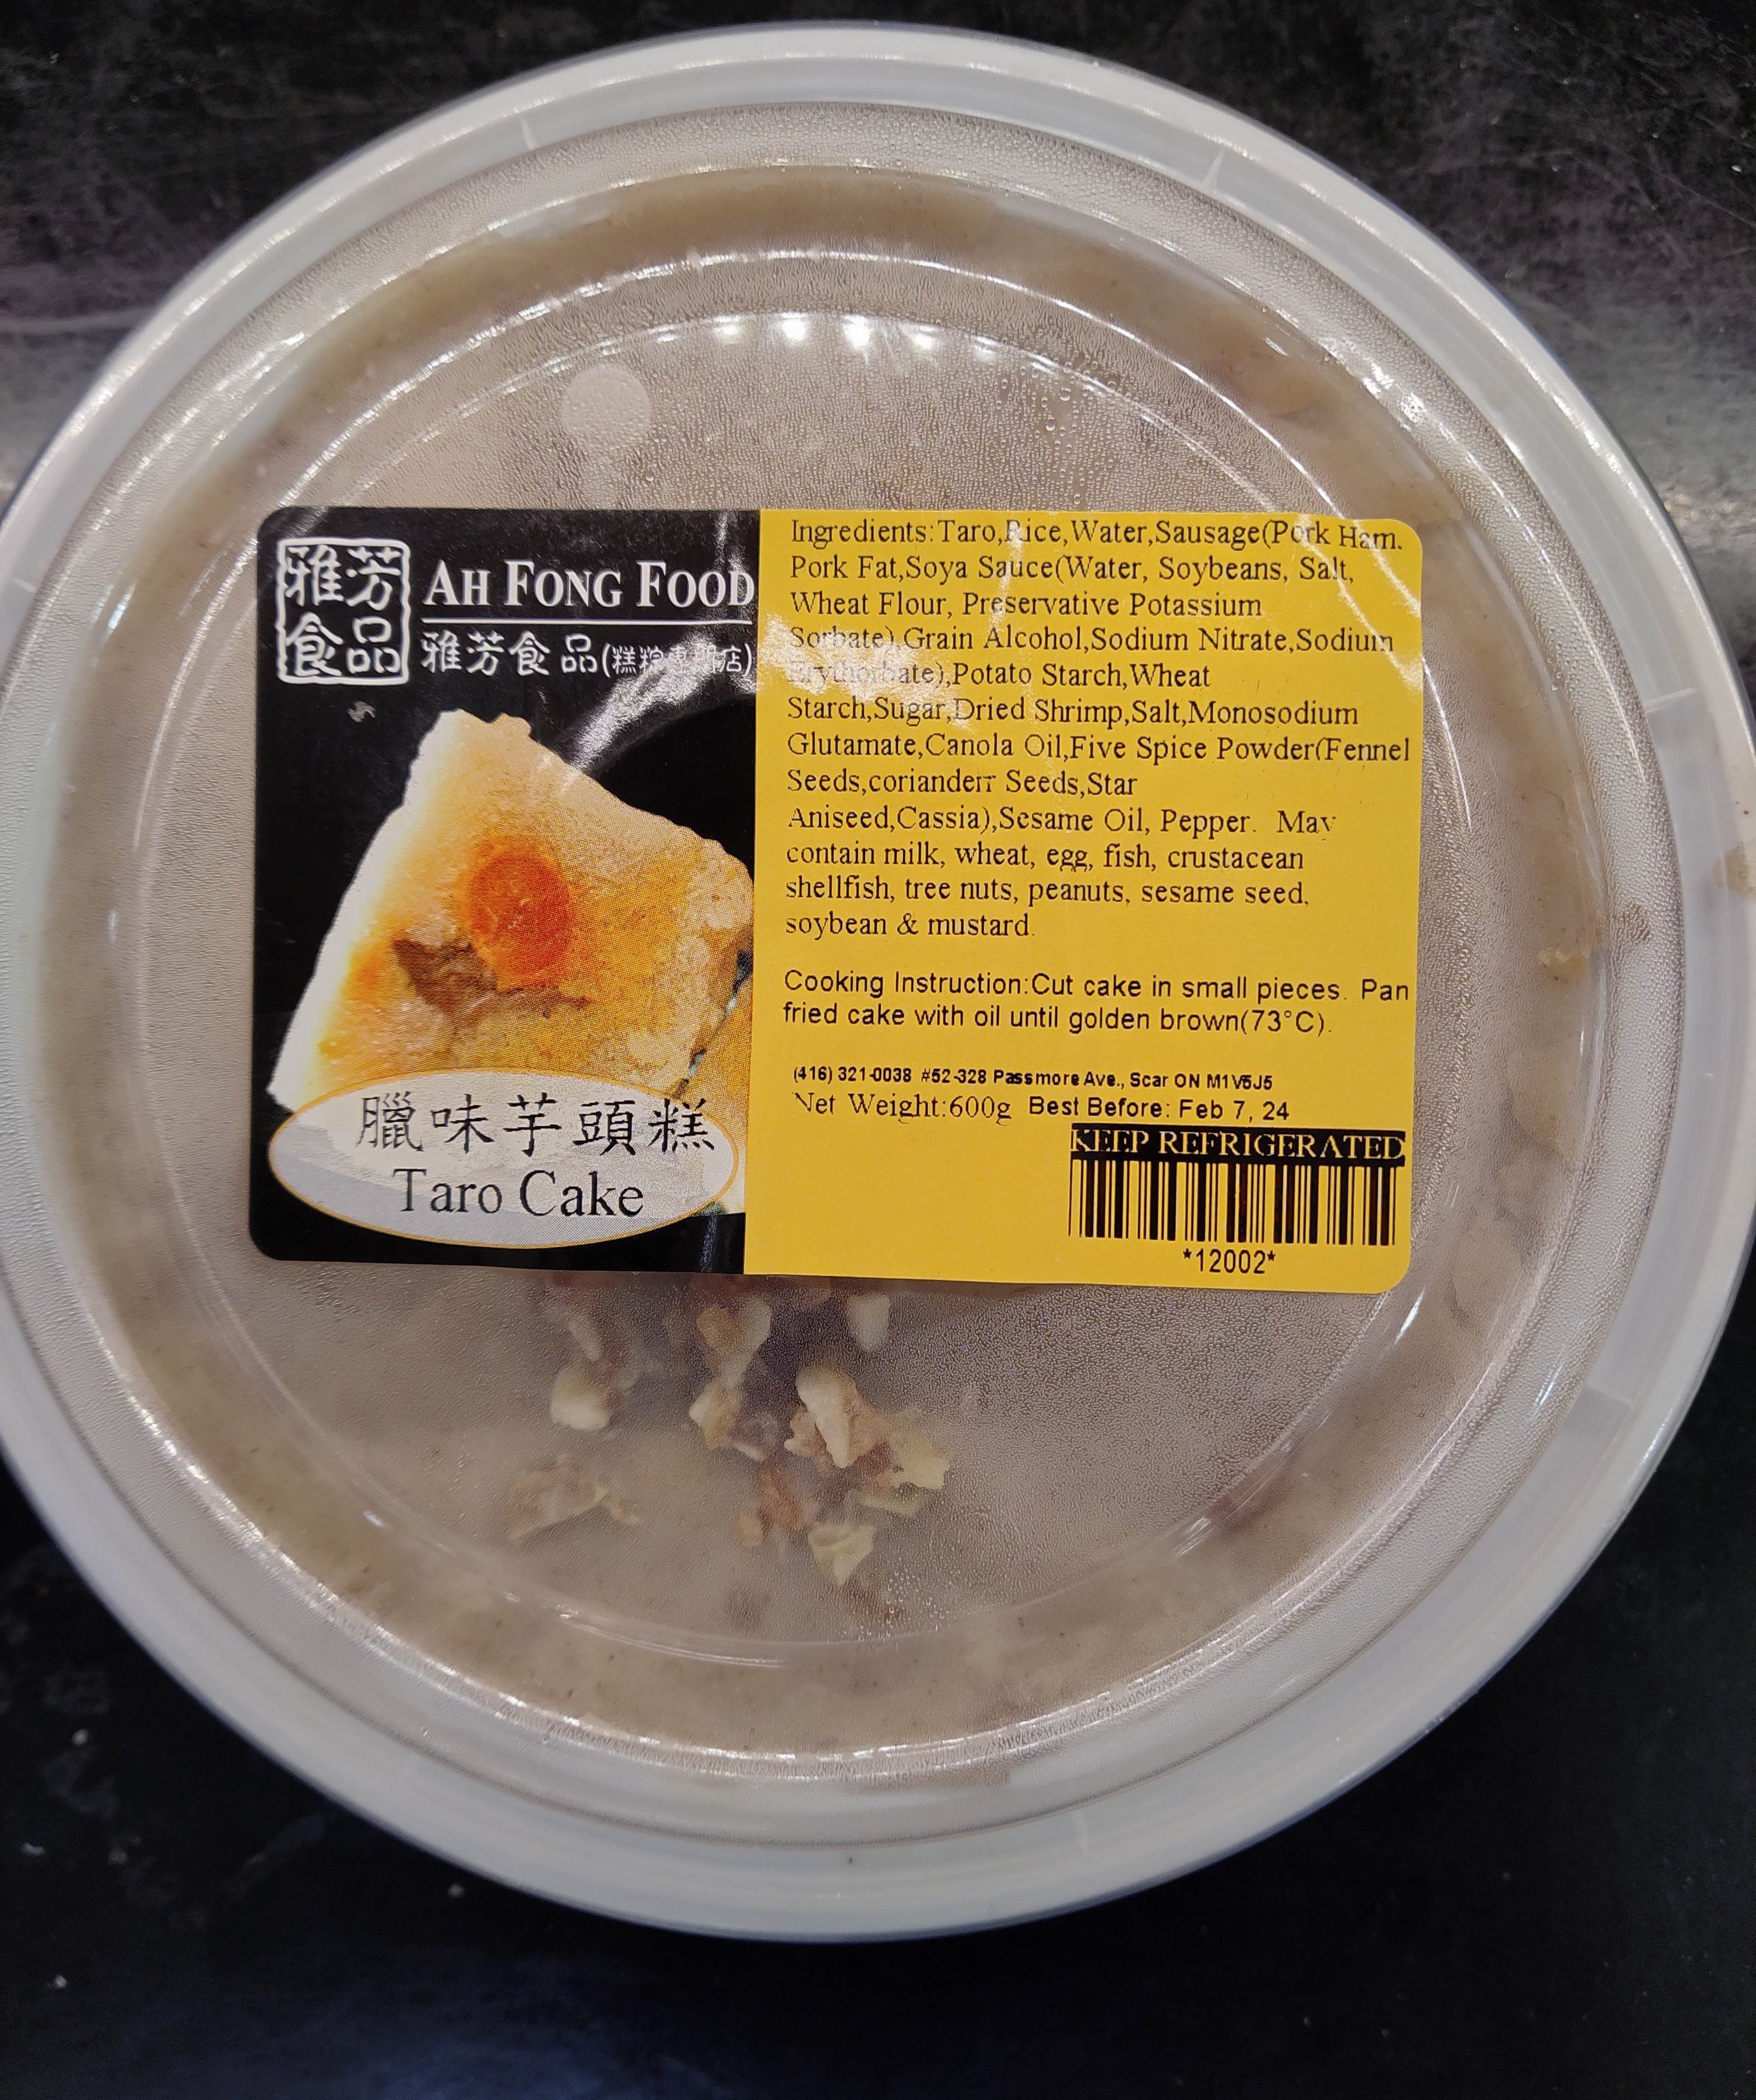 雅芳
食品
AH FONG FOOD
雅芳食品(糕粽專門店)
臘味芋頭糕
Taro Cake
Ingredients:Taro,Rice,Water,Sausage(Pork Ham.
Pork Fat,Soya Sauce(Water, Soybeans, Salt,
Wheat Flour, Preservative Potassium
Sorbate),Grain Alcohol,Sodium Nitrate,Sodium
Erythorbate),Potato Starch,Wheat
Starch,Sugar,Dried Shrimp,Salt,Monosodium
Glutamate,Canola Oil,Five Spice Powder(Fennel
Seeds,corianderr Seeds,Star
Aniseed,Cassia),Sesame Oil, Pepper. May
contain milk, wheat, egg, fish, crustacean
shellfish, tree nuts, peanuts, sesame seed,
soybean & mustard.
Cooking Instruction:Cut cake in small pieces. Pan
fried cake with oil until golden brown(73°C).
(416) 321-0038 #52-328 Passmore Ave., Scar ON M1V5J5
Net Weight:600g Best Before: Feb 7, 24
KEEP REFRIGERATED
*12002*